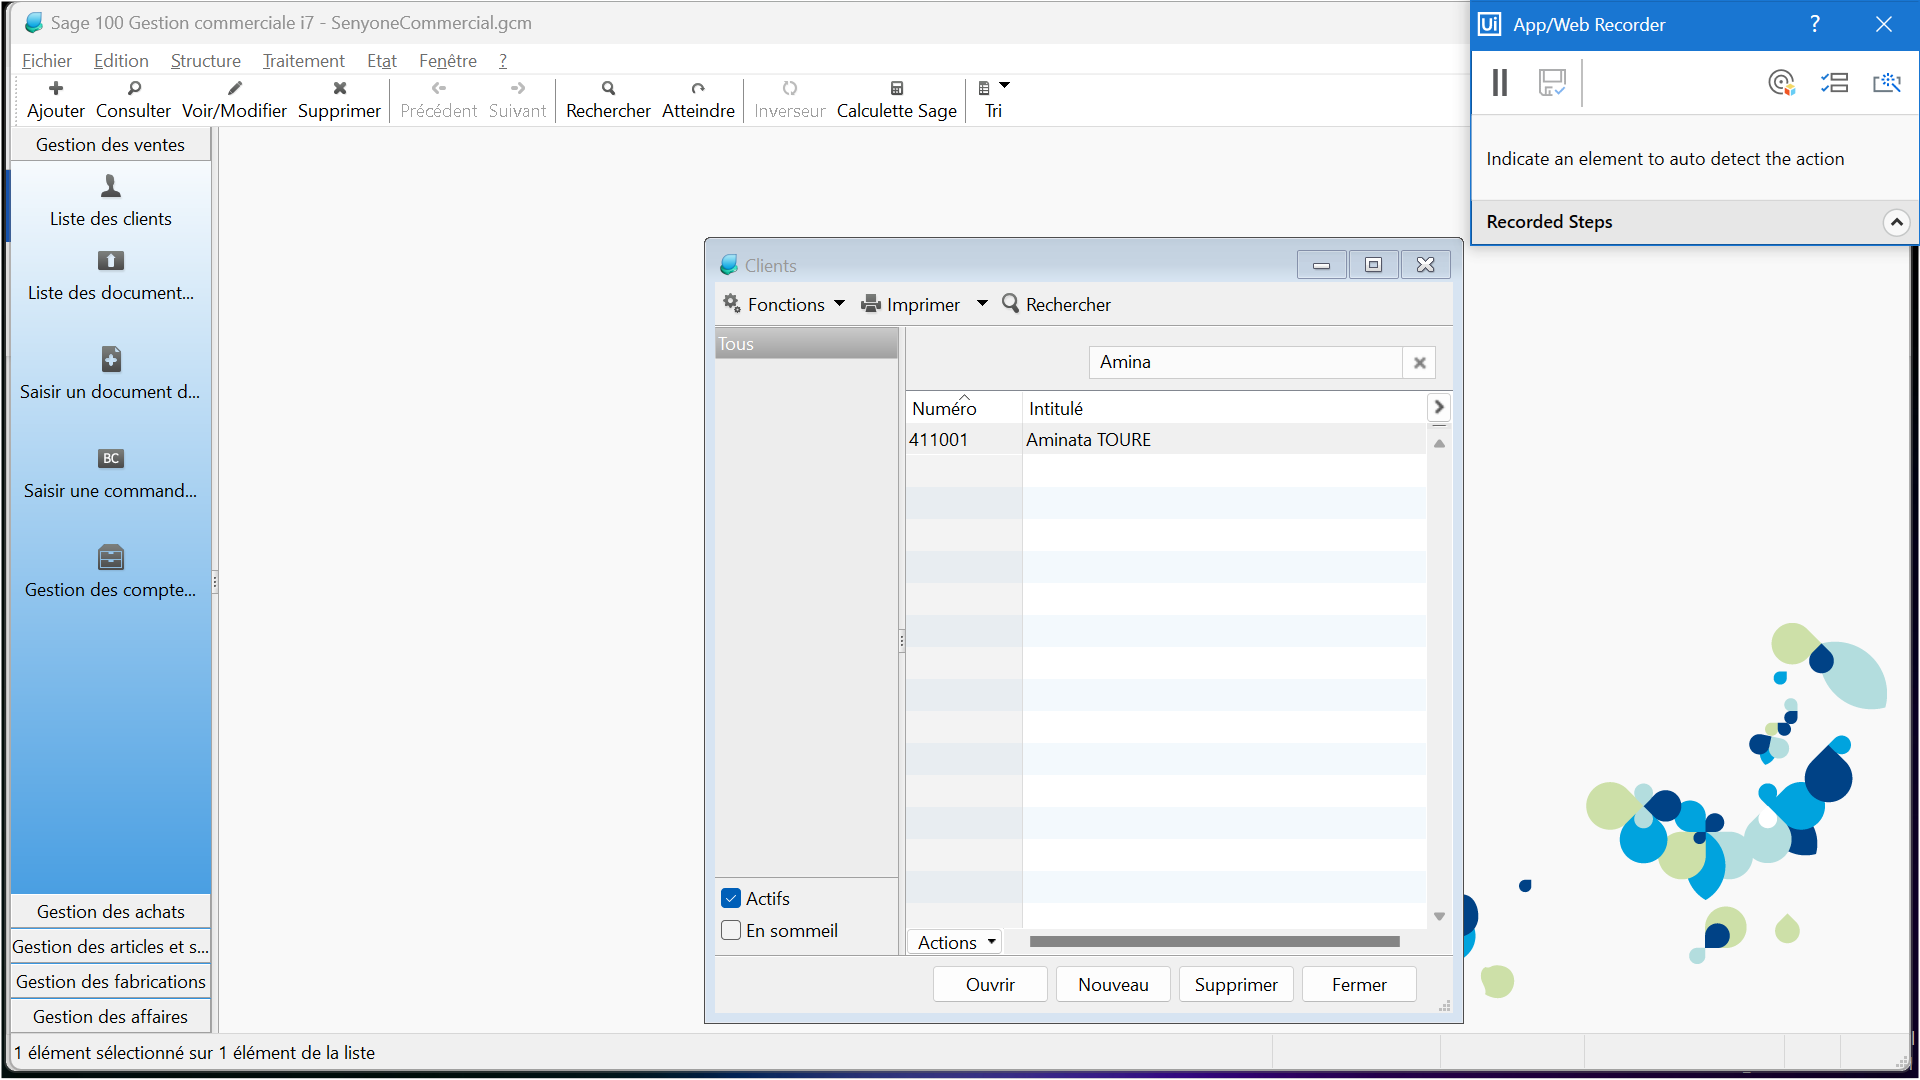 Sage 100 Gestion commerciale i7 - SenyoneCommercial.gcm
Fichier Edition Structure Traitement Etat Fenêtre ?
Ajouter Consulter Voir/Modifier Supprimer Précédent Suivant Rechercher Atteindre Inverseur Calculette Sage Tri
Gestion des ventes
Liste des clients
Liste des document...
Saisir un document d...
BC
Saisir une command...
Gestion des compte...
Gestion des achats
Gestion des articles et s...
Gestion des fabrications
Gestion des affaires
1 élément sélectionné sur 1 élément de la liste
Clients
Fonctions Imprimer Rechercher
Tous
Amina
Numéro Intitulé
411001 Aminata TOURE
Actifs
En sommeil
Actions
Ouvrir Nouveau Supprimer Fermer
Ui App/Web Recorder ?
Indicate an element to auto detect the action
Recorded Steps